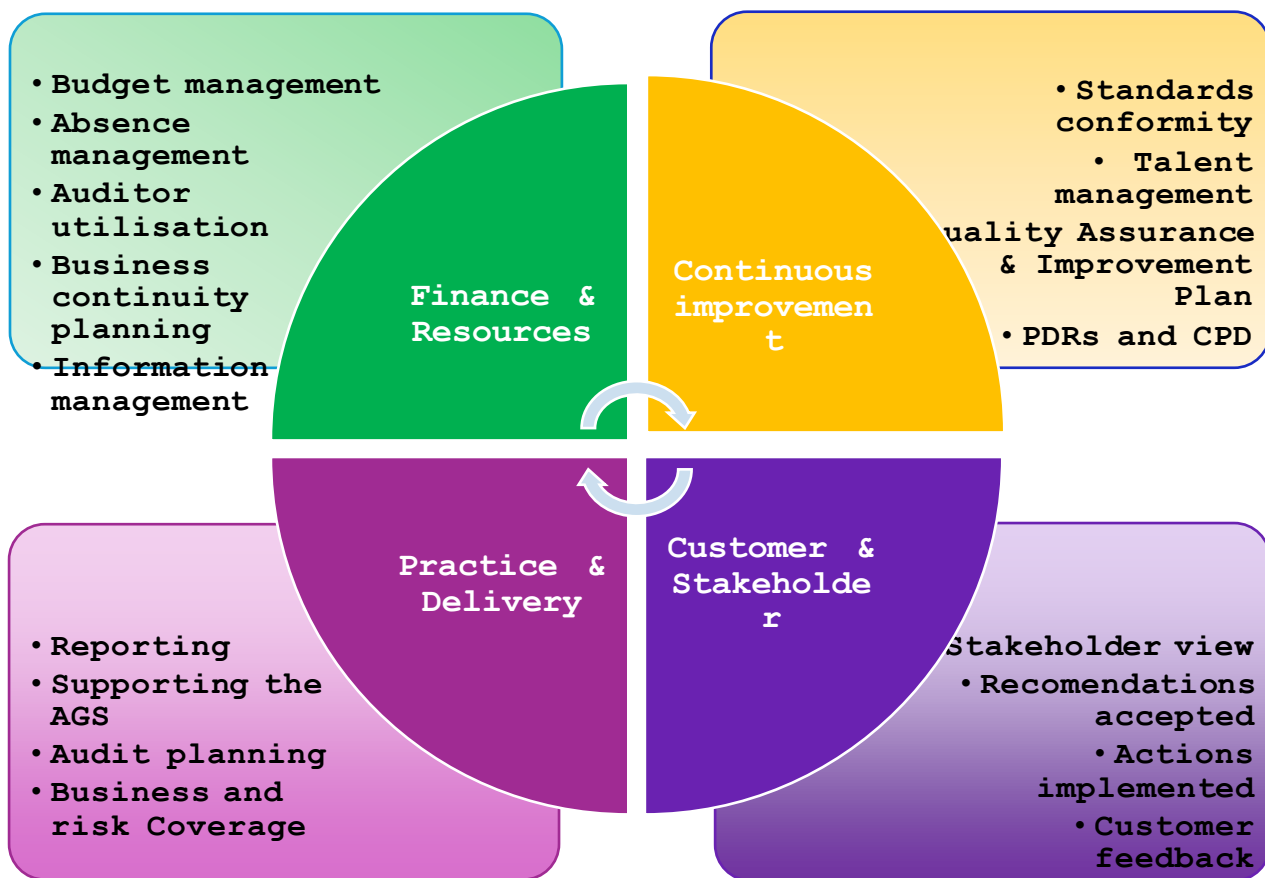 • Budget management
• Absence
management
• Auditor
utilisation
• Business
continuity
planning
• Information
management
Finance &
Resources
• Standards
conformity
• Talent
management
uality Assurance
& Improvement
Plan
• PDRs and CPD
Continuous
improvemen
t
Practice &
Delivery
• Reporting
• Supporting the
AGS
• Audit planning
• Business and
risk Coverage
Customer &
Stakeholde
r
Stakeholder view
• Recomendations
accepted
• Actions
implemented
• Customer
feedback